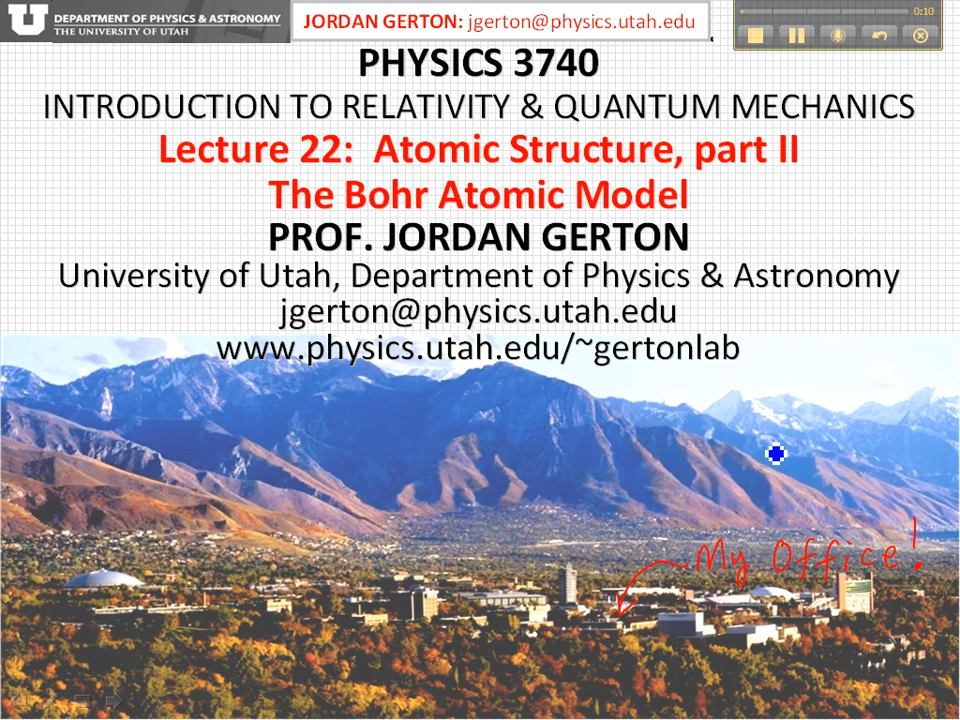 U DEPARTMENT OF PHYSICS & ASTRONOMY
THE UNIVERSITY OF UTAH
JORDAN GERTON: jgerton@physics.utah.edu
0:10
PHYSICS 3740
INTRODUCTION TO RELATIVITY & QUANTUM MECHANICS
Lecture 22: Atomic Structure, part II
The Bohr Atomic Model
PROF. JORDAN GERTON
University of Utah, Department of Physics & Astronomy
jgerton@physics.utah.edu
www.physics.utah.edu/~gertonlab
My Office!